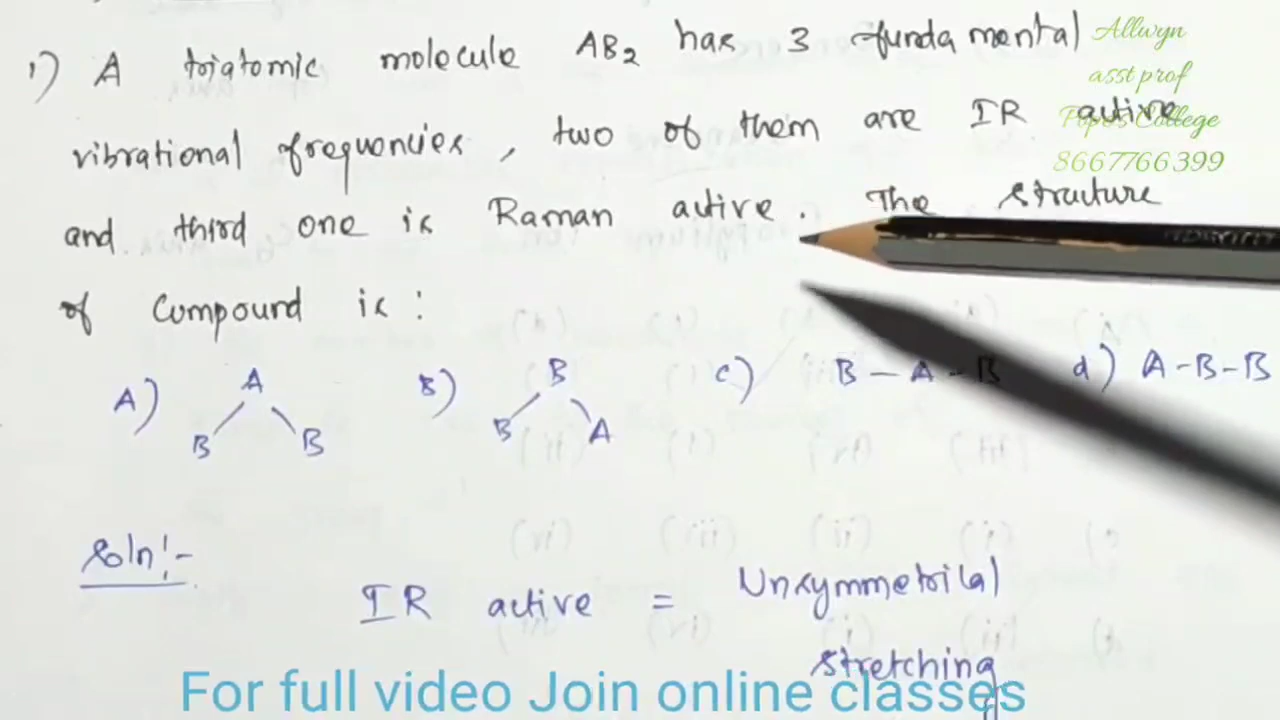 1) A triatomic molecule AB2 has 3 fundamental
vibrational frequencies, two of them are IR active
and third one is Raman active. The structure
of Compound is :
Allwyn
asst prof
Pope's College
8667766399
A) A B B
B) B B A
c) B - A - B
d) A - B - B
Soln:-
IR active = Unsymmetrical
stretching
For full video Join online classes